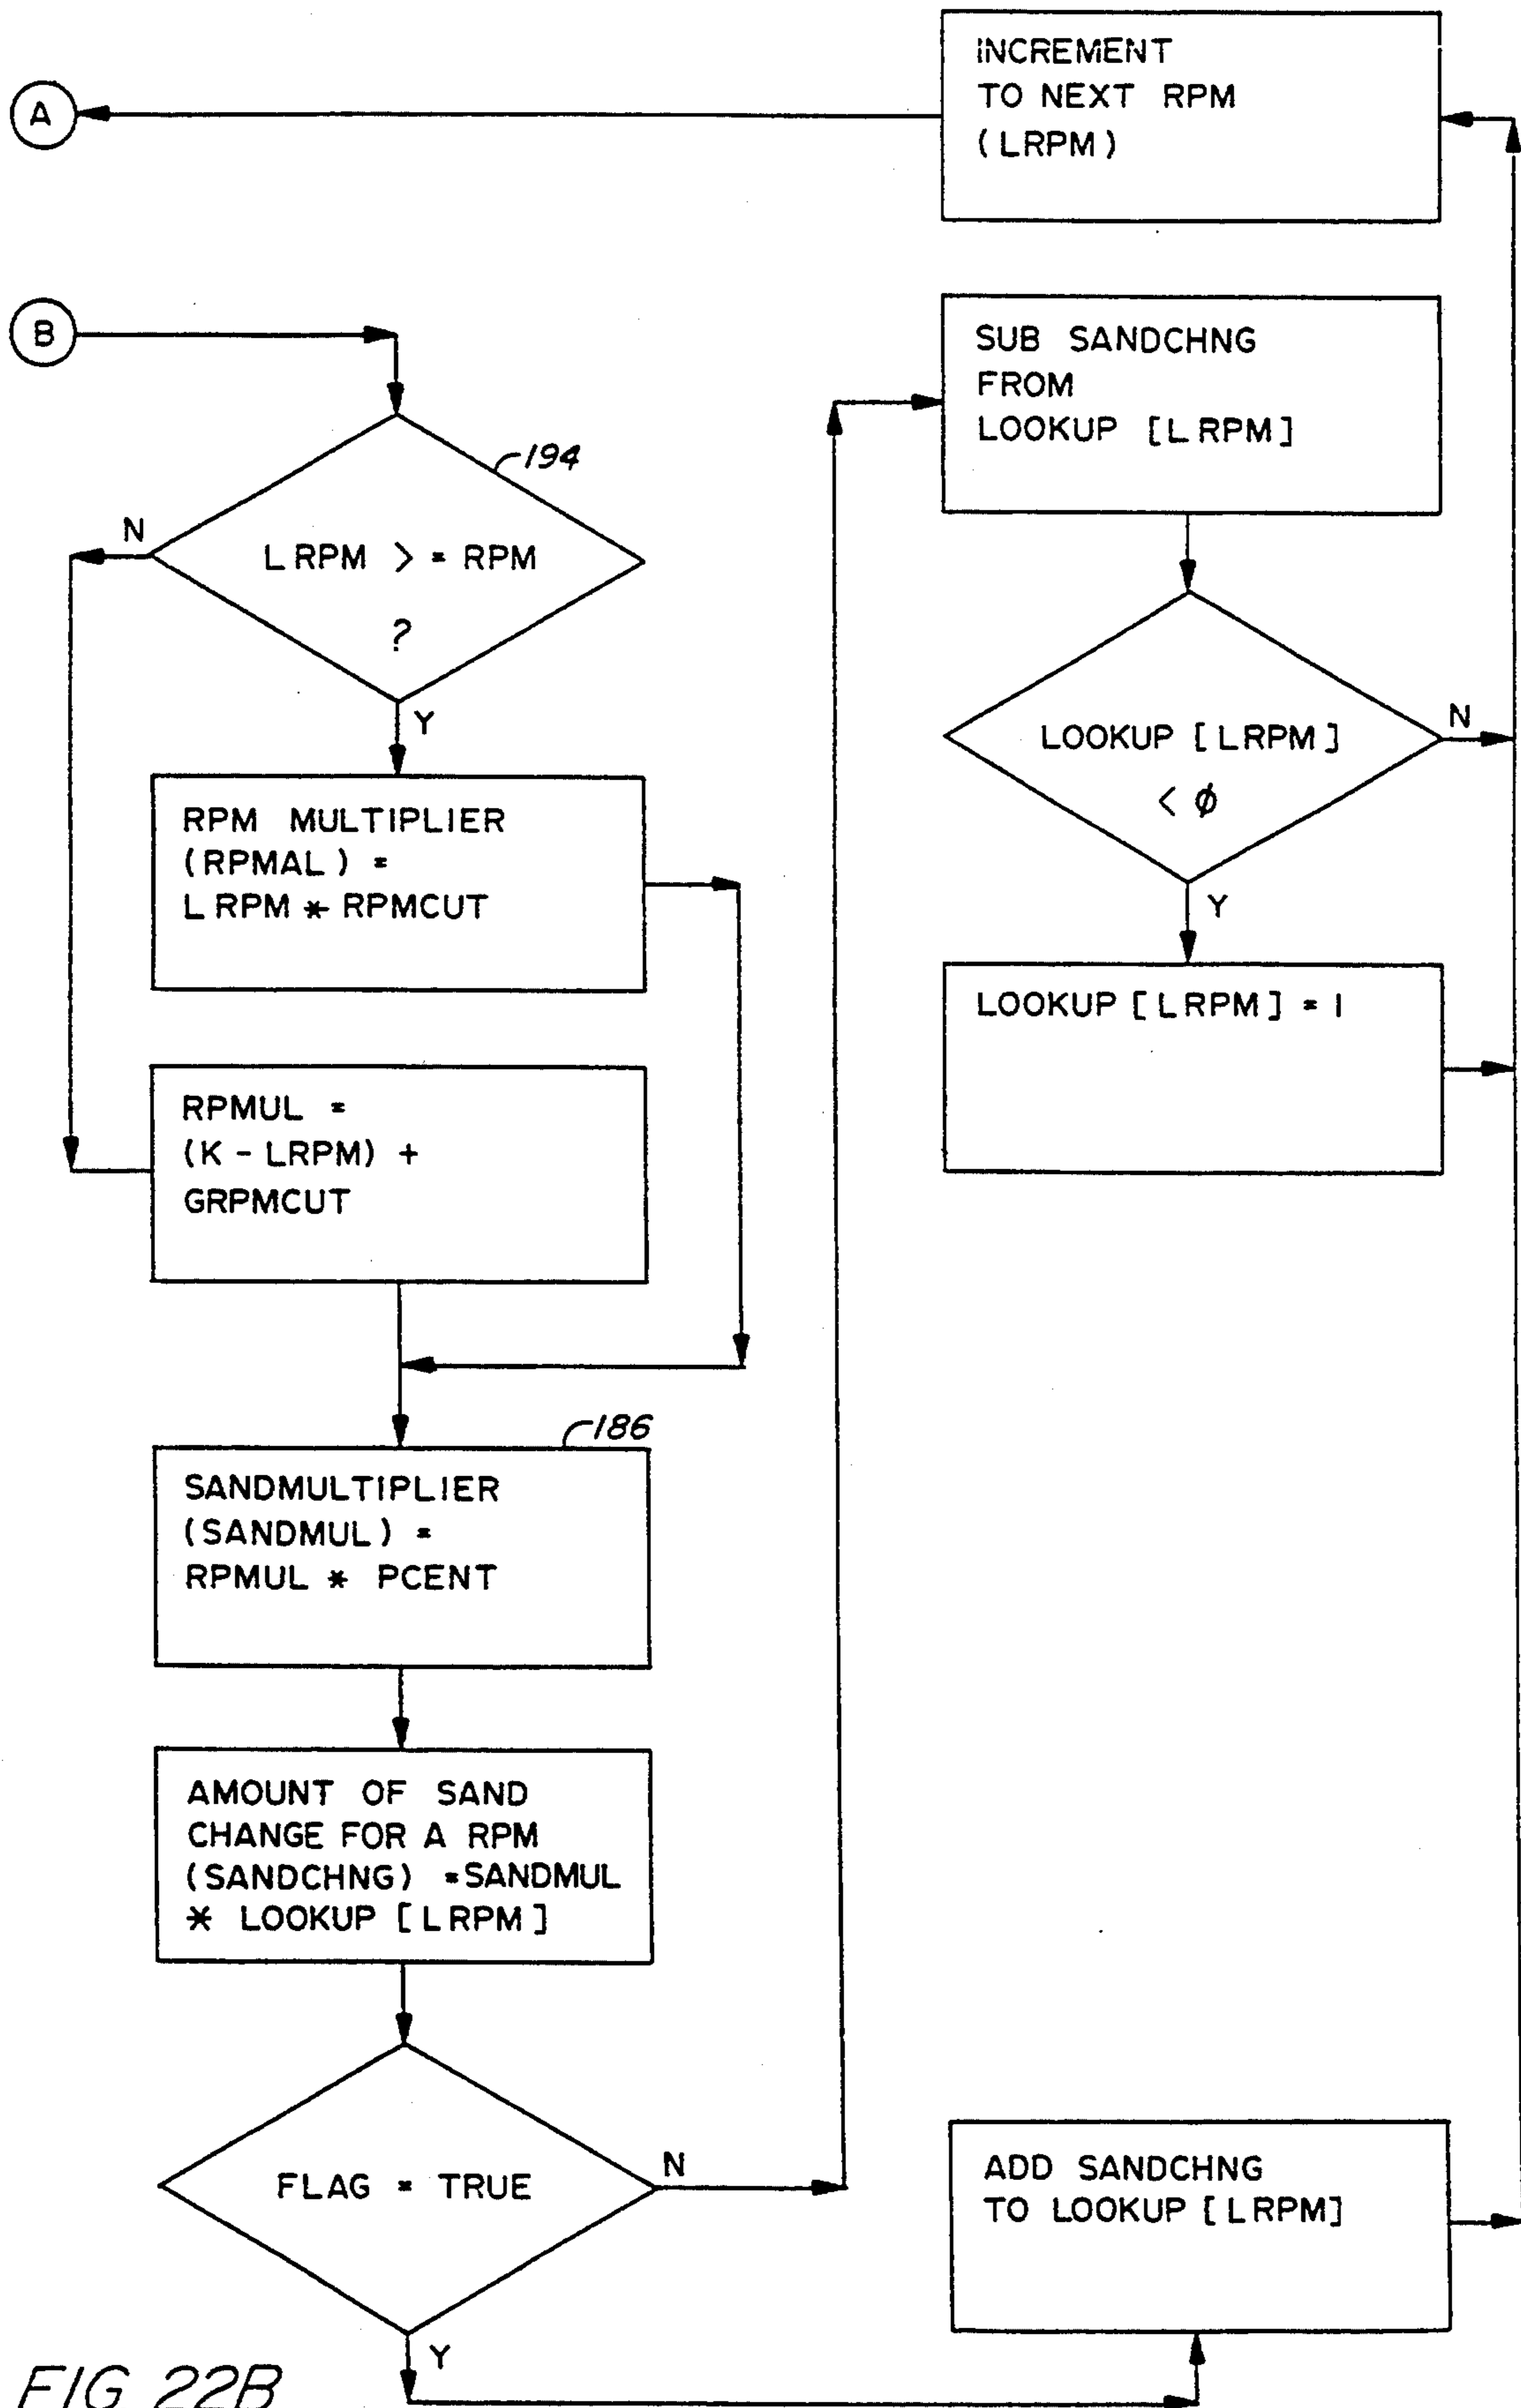 A
INCREMENT
TO NEXT RPM
(LRPM)
B
194
N
LRPM > = RPM
?
Y
RPM MULTIPLIER
(RPMAL) =
LRPM * RPMCUT
RPMUL =
(K - LRPM) +
GRPMCUT
186
SANDMULTIPLIER
(SANDMUL) =
RPMUL * PCENT
AMOUNT OF SAND
CHANGE FOR A RPM
(SANDCHNG) = SANDMUL
* LOOKUP [LRPM]
FLAG = TRUE
N
Y
SUB SANDCHNG
FROM
LOOKUP [LRPM]
LOOKUP [LRPM]
< ϕ
N
Y
LOOKUP [LRPM] = 1
ADD SANDCHNG
TO LOOKUP [LRPM]
FIG 22B